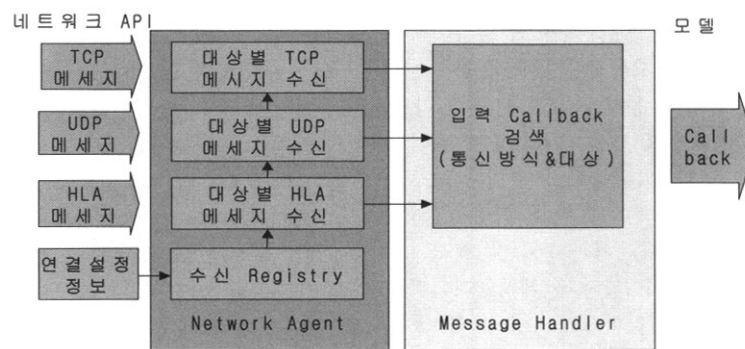 네트워크 API
모델
TCP
메세지
대상별 TCP
메시지 수신
UDP
메세지
대상별 UDP
메세지 수신
입력 Callback
검색
(통신방식&대상)
Call
back
HLA
메세지
대상별 HLA
메세지 수신
연결설정
정보
수신 Registry
Network Agent
Message Handler